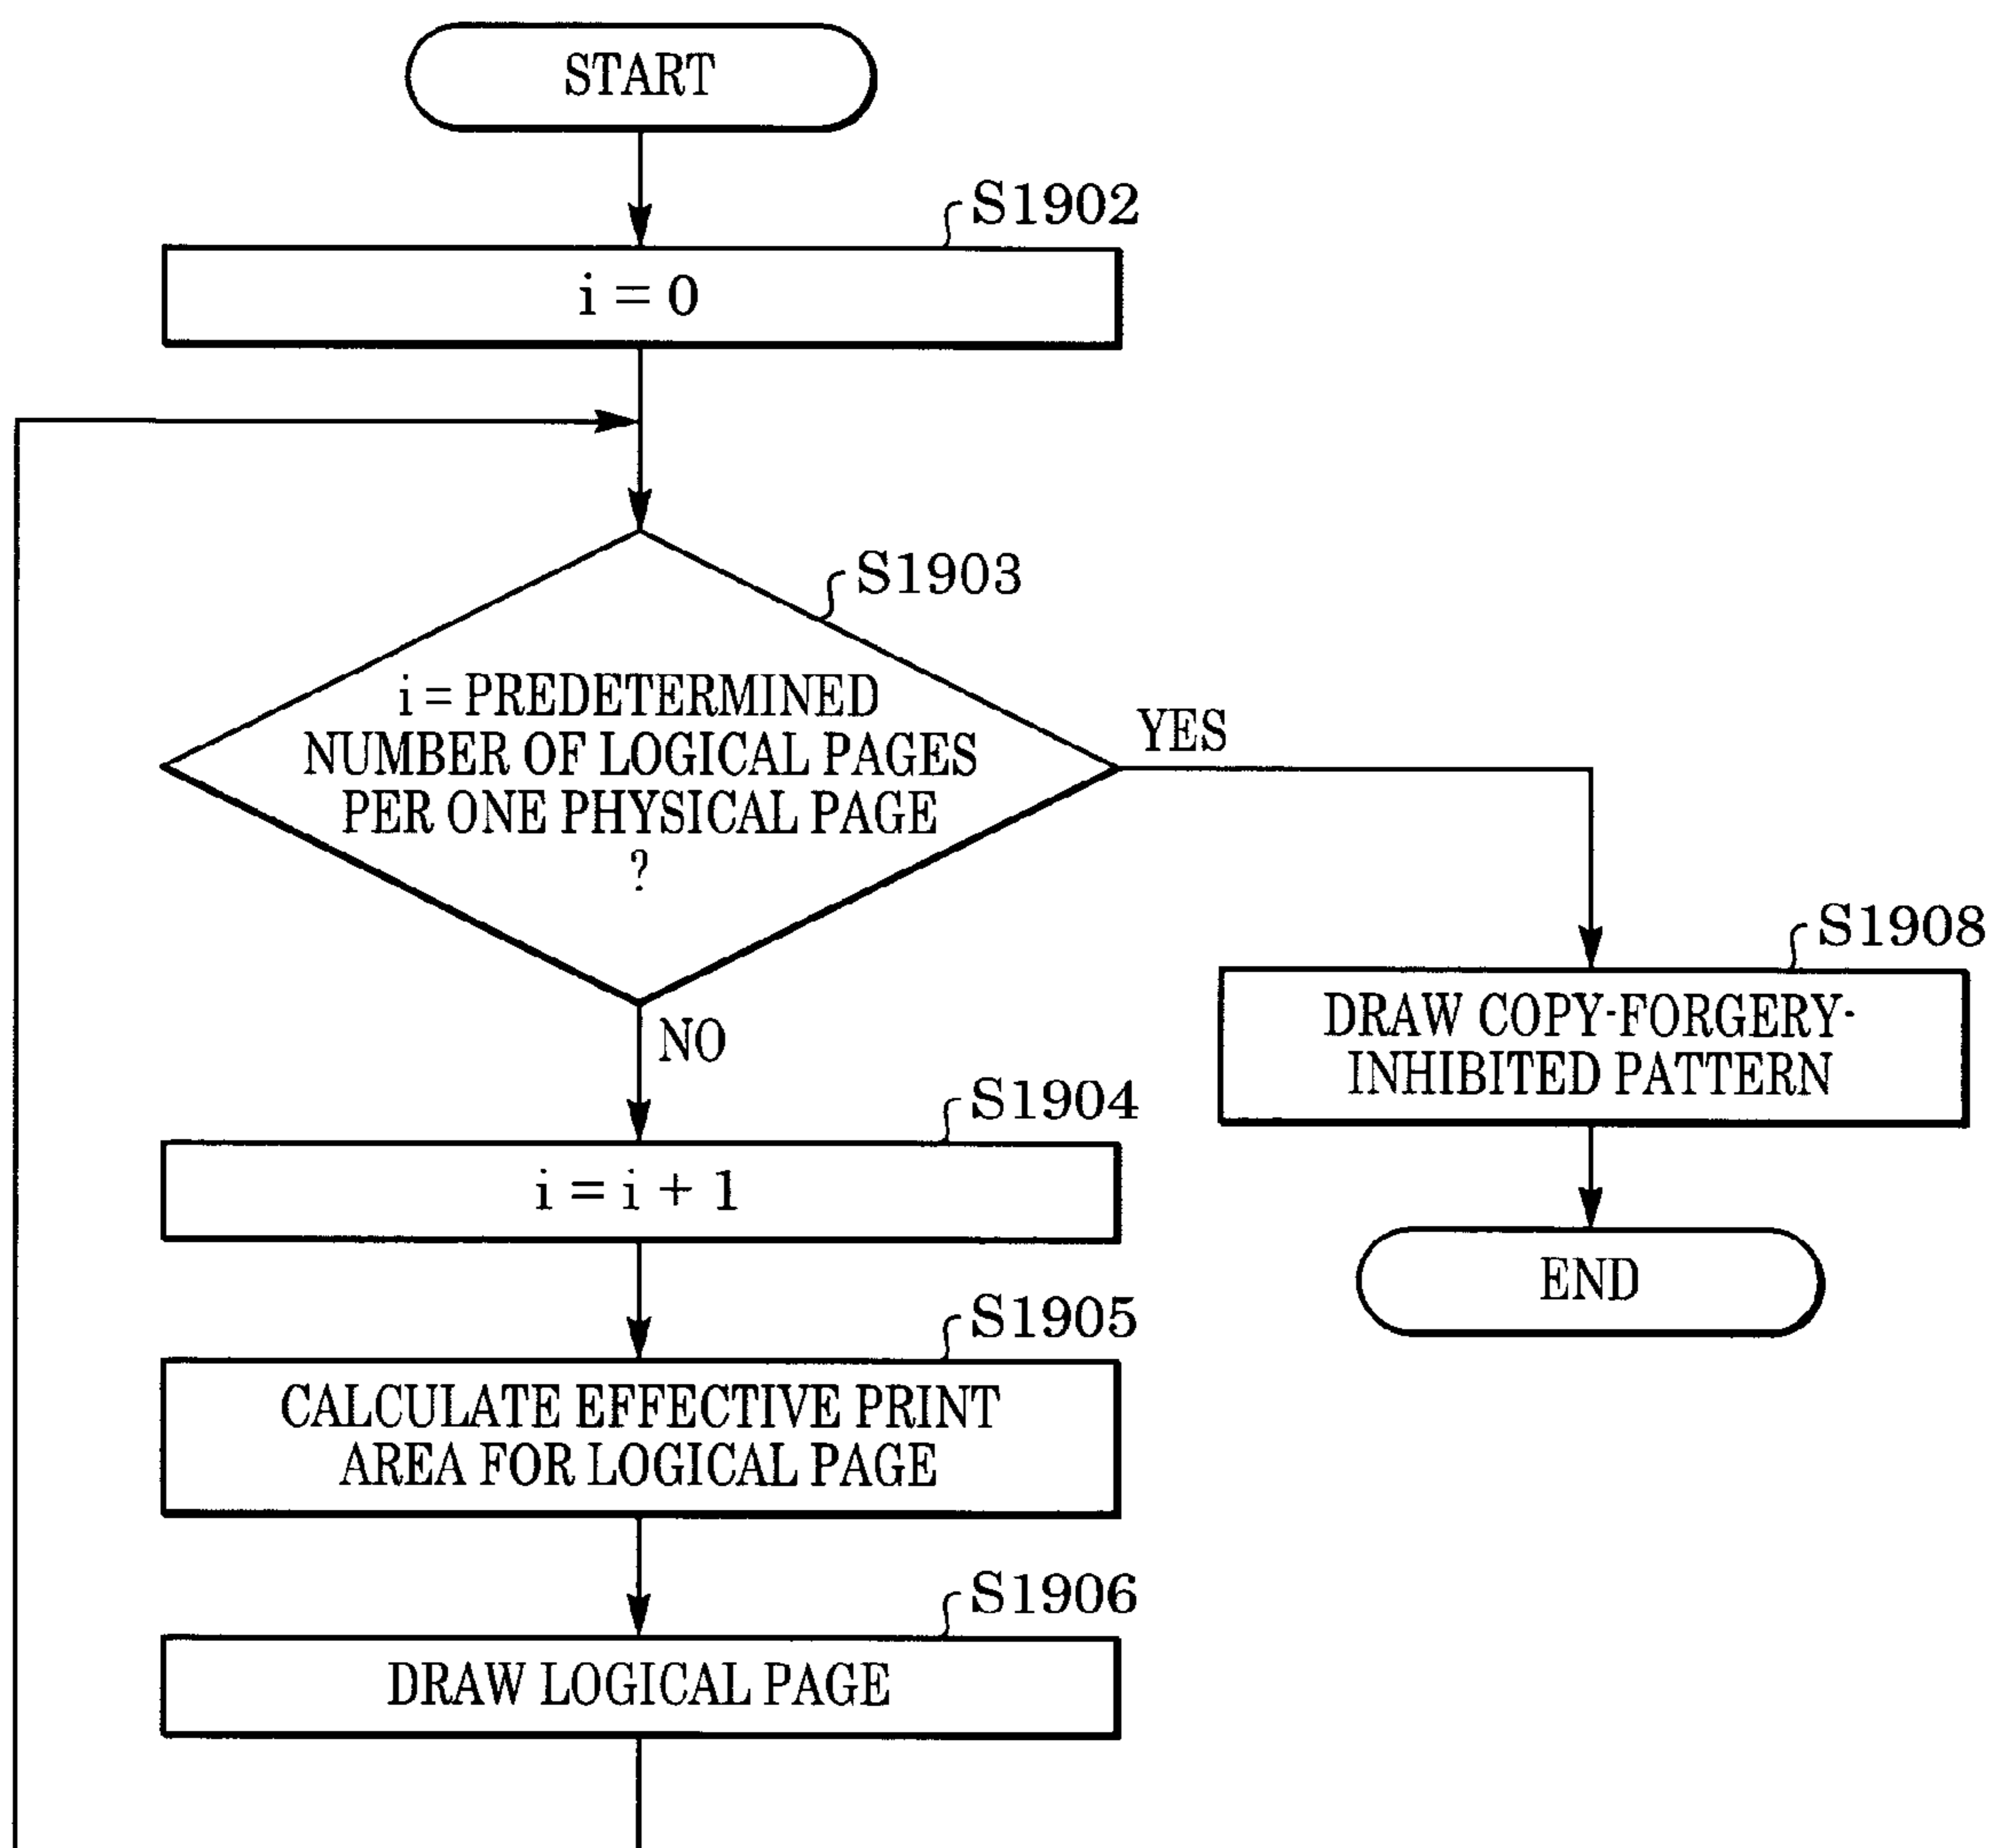 START
S1902
i = 0
S1903
i = PREDETERMINED
NUMBER OF LOGICAL PAGES
PER ONE PHYSICAL PAGE
?
YES
NO
S1908
DRAW COPY-FORGERY-
INHIBITED PATTERN
S1904
i = i + 1
END
S1905
CALCULATE EFFECTIVE PRINT
AREA FOR LOGICAL PAGE
S1906
DRAW LOGICAL PAGE